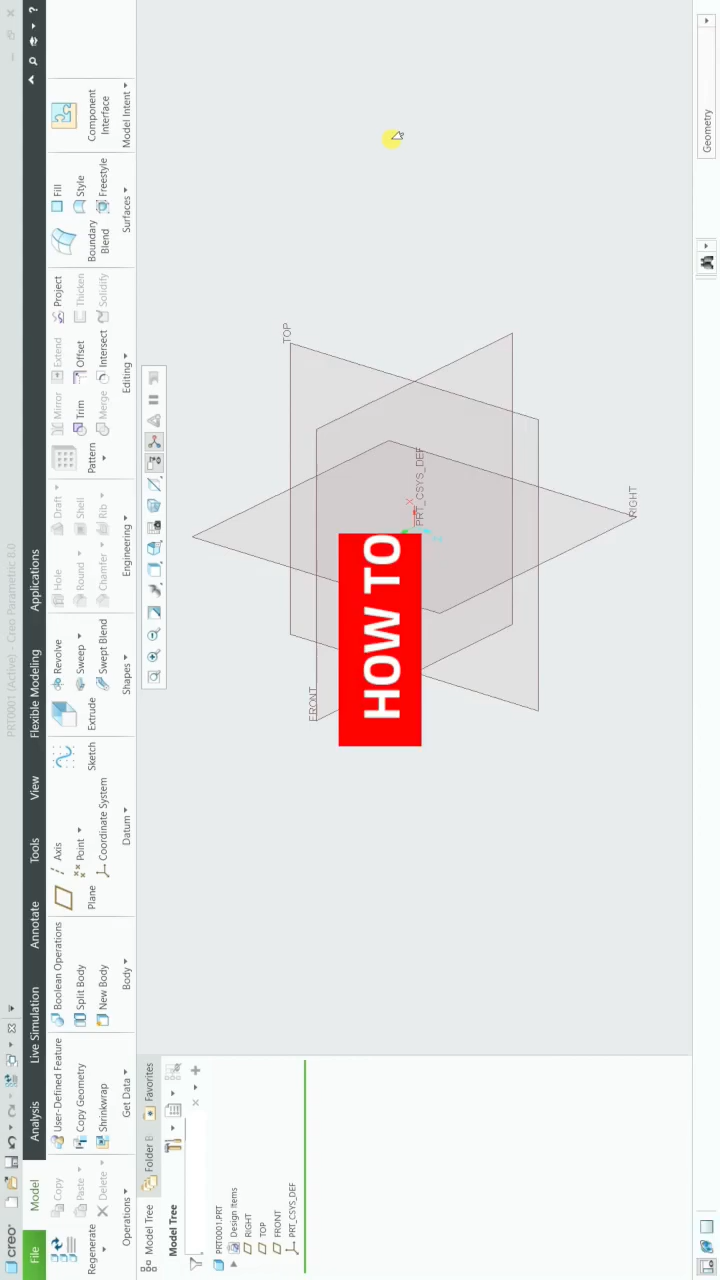 creo
PRT0001 (Active) - Creo Parametric 8.0
File
Model
Analysis
Live Simulation
Annotate
Tools
View
Flexible Modeling
Applications
Regenerate
Copy
Paste
Delete
Operations
User-Defined Feature
Copy Geometry
Shrinkwrap
Get Data
Boolean Operations
Split Body
New Body
Body
Plane
Axis
Point
Coordinate System
Sketch
Datum
Extrude
Revolve
Sweep
Swept Blend
Shapes
Hole
Round
Chamfer
Draft
Shell
Rib
Engineering
Pattern
Mirror
Trim
Merge
Extend
Offset
Intersect
Project
Thicken
Solidify
Editing
Boundary
Blend
Fill
Style
Freestyle
Surfaces
Component
Interface
Model Intent
Model Tree
Folder B
Favorites
Model Tree
PRT0001.PRT
Design Items
RIGHT
TOP
FRONT
PRT_CSYS_DEF
TOP
FRONT
RIGHT
PRT_CSYS_DEF
X
HOW TO
Geometry